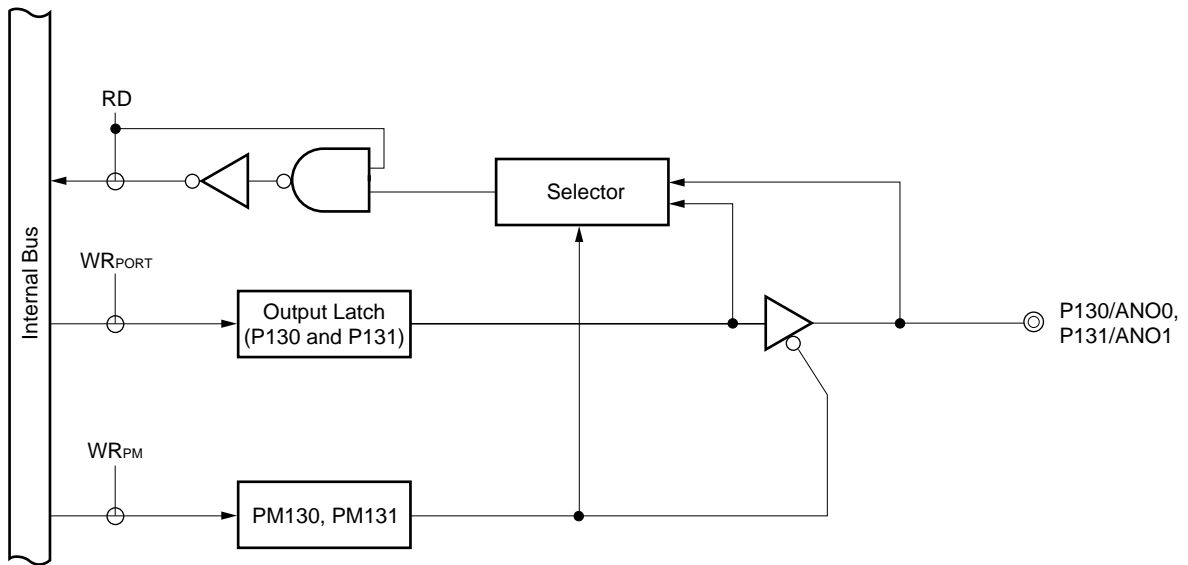 RD
Selector
Internal Bus
WRPORT
Output Latch
(P130 and P131)
P130/ANO0,
P131/ANO1
WRPM
PM130, PM131